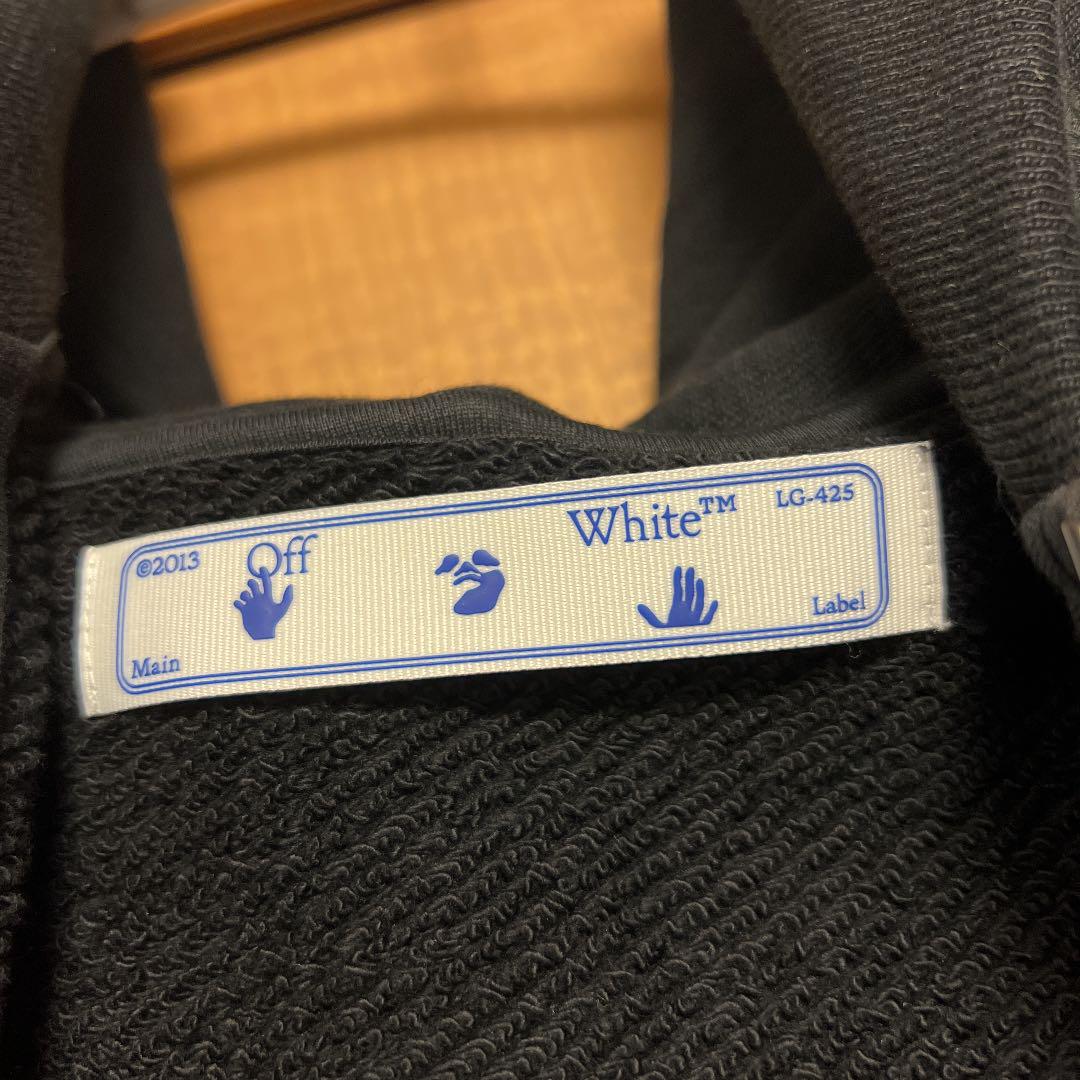 ©2013 Off White™ LG-425
Main Label